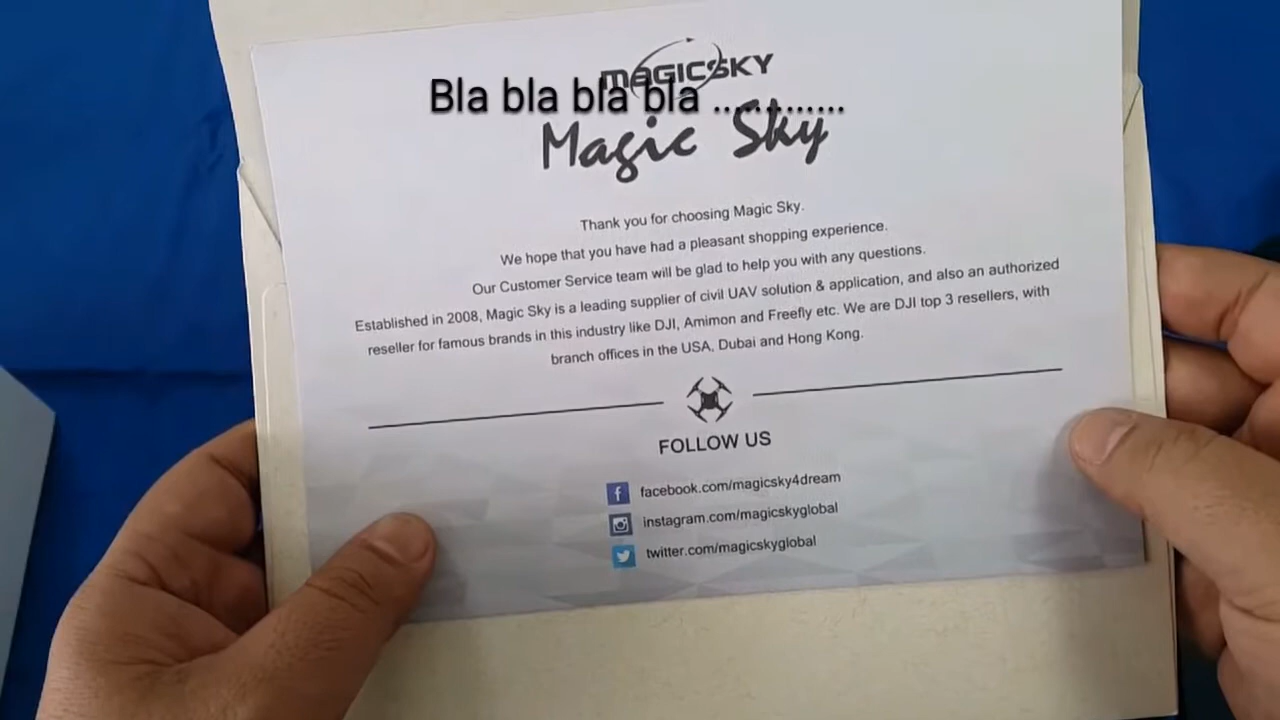 MAGICSKY
Bla bla bla bla ............
Magic Sky
Thank you for choosing Magic Sky.
We hope that you have had a pleasant shopping experience.
Our Customer Service team will be glad to help you with any questions.
Established in 2008, Magic Sky is a leading supplier of civil UAV solution & application, and also an authorized
reseller for famous brands in this industry like DJI, Amimon and Freefly etc. We are DJI top 3 resellers, with
branch offices in the USA, Dubai and Hong Kong.
FOLLOW US
facebook.com/magicsky4dream
instagram.com/magicskyglobal
twitter.com/magicskyglobal